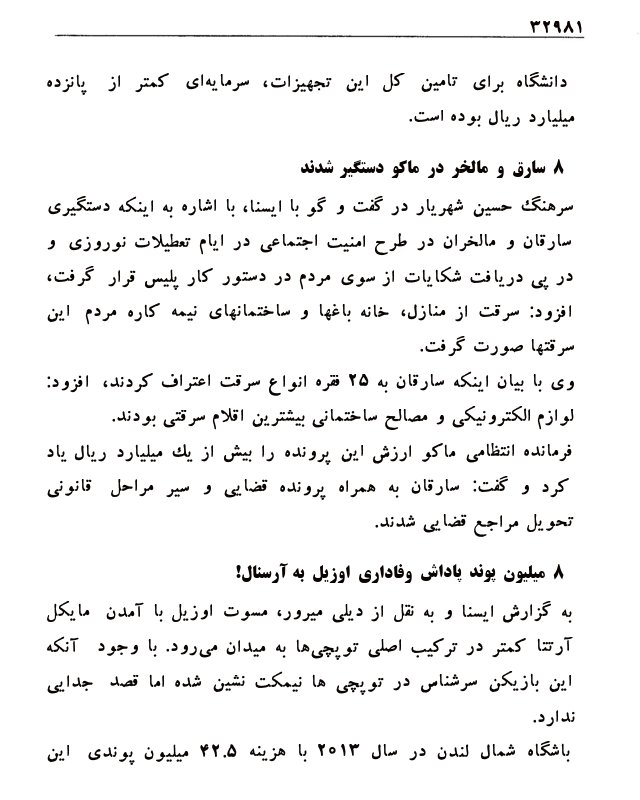 ۳۲۹۸۱
دانشگاه برای تامین کل این تجهیزات، سرمایه‌ای کمتر از پانزده
میلیارد ریال بوده است.
۸ سارق و مالخر در ماکو دستگیر شدند
سرهنگ حسین شهریار در گفت و گو با ایسنا، با اشاره به اینکه دستگیری
سارقان و مالخران در طرح امنیت اجتماعی در ایام تعطیلات نوروزی و
در پی دریافت شکایات از سوی مردم در دستور کار پلیس قرار گرفت،
افزود: سرقت از منازل، خانه باغها و ساختمانهای نیمه کاره مردم این
سرقتها صورت گرفت.
وی با بیان اینکه سارقان به ۲۵ فقره انواع سرقت اعتراف کردند، افزود:
لوازم الکترونیکی و مصالح ساختمانی بیشترین اقلام سرقتی بودند.
فرمانده انتظامی ماکو ارزش این پرونده را بیش از یك میلیارد ریال یاد
کرد و گفت: سارقان به همراه پرونده قضایی و سیر مراحل قانونی
تحویل مراجع قضایی شدند.
۸ میلیون پوند پاداش وفاداری اوزیل به آرسنال!
به گزارش ایسنا و به نقل از دیلی میرور، مسوت اوزیل با آمدن مایکل
آرتتا کمتر در ترکیب اصلی توپچی‌ها به میدان می‌رود. با وجود آنکه
این بازیکن سرشناس در توپچی ها نیمکت نشین شده اما قصد جدایی
ندارد.
باشگاه شمال لندن در سال ۲۰۱۳ با هزینه ۴۲.۵ میلیون پوندی این